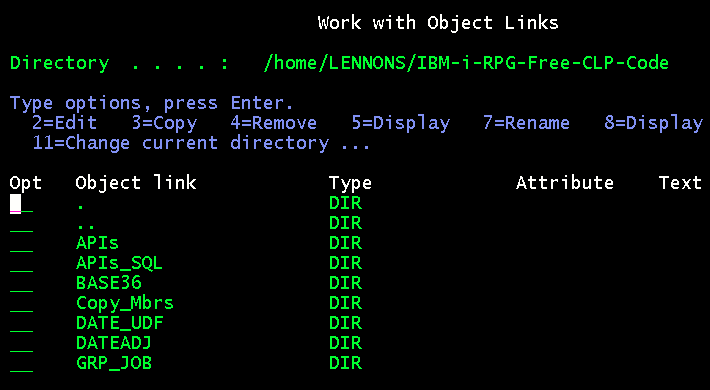 Work with Object Links
Directory  . . . . :   /home/LENNONS/IBM-i-RPG-Free-CLP-Code
Type options, press Enter.
2=Edit   3=Copy   4=Remove   5=Display   7=Rename   8=Display
11=Change current directory ...
Opt   Object link   Type   Attribute   Text
__   .   DIR
__   ..   DIR
__   APIs   DIR
__   APIs_SQL   DIR
__   BASE36   DIR
__   Copy_Mbrs   DIR
__   DATE_UDF   DIR
__   DATEADJ   DIR
__   GRP_JOB   DIR